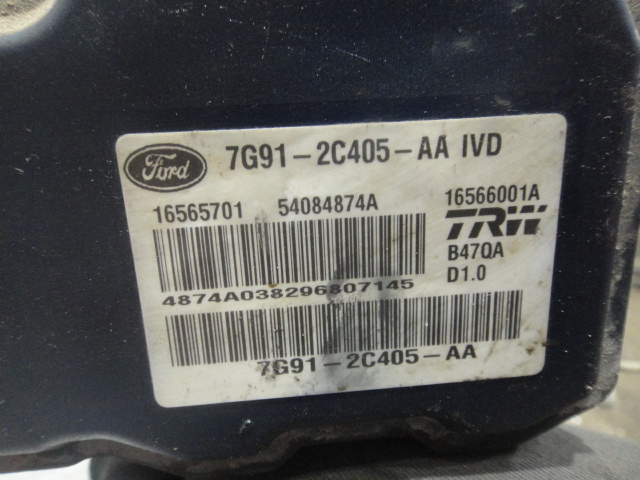 Ford 7G91-2C405-AA IVD
16565701 54084874A 16566001A
TRW
B47QA
4874A038296807145 D1.0
7G91-2C405-AA